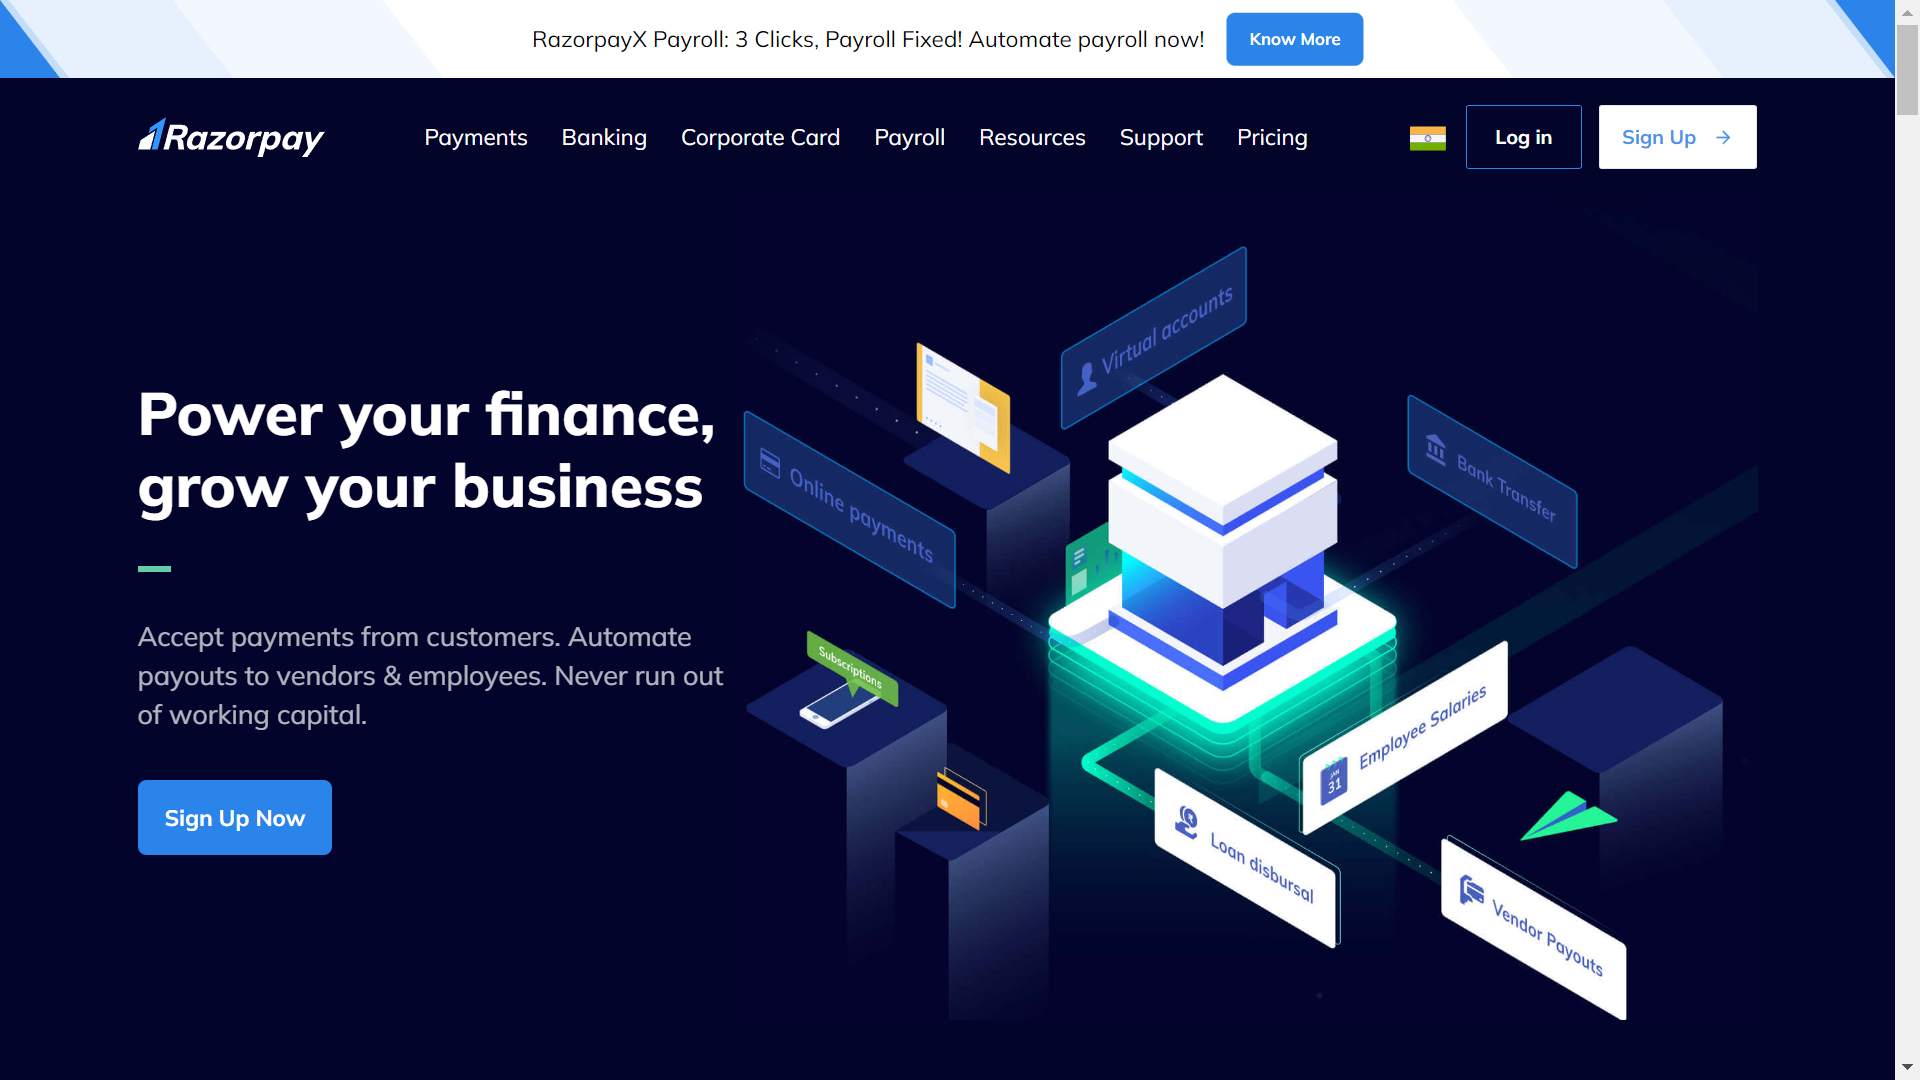 RazorpayX Payroll: 3 Clicks, Payroll Fixed! Automate payroll now!
Know More
Razorpay
Payments
Banking
Corporate Card
Payroll
Resources
Support
Pricing
Log in
Sign Up
Power your finance,
grow your business
Accept payments from customers. Automate
payouts to vendors & employees. Never run out
of working capital.
Sign Up Now
Virtual accounts
Online payments
Bank Transfer
Subscriptions
Employee Salaries
JAN
31
Loan disbursal
Vendor Payouts